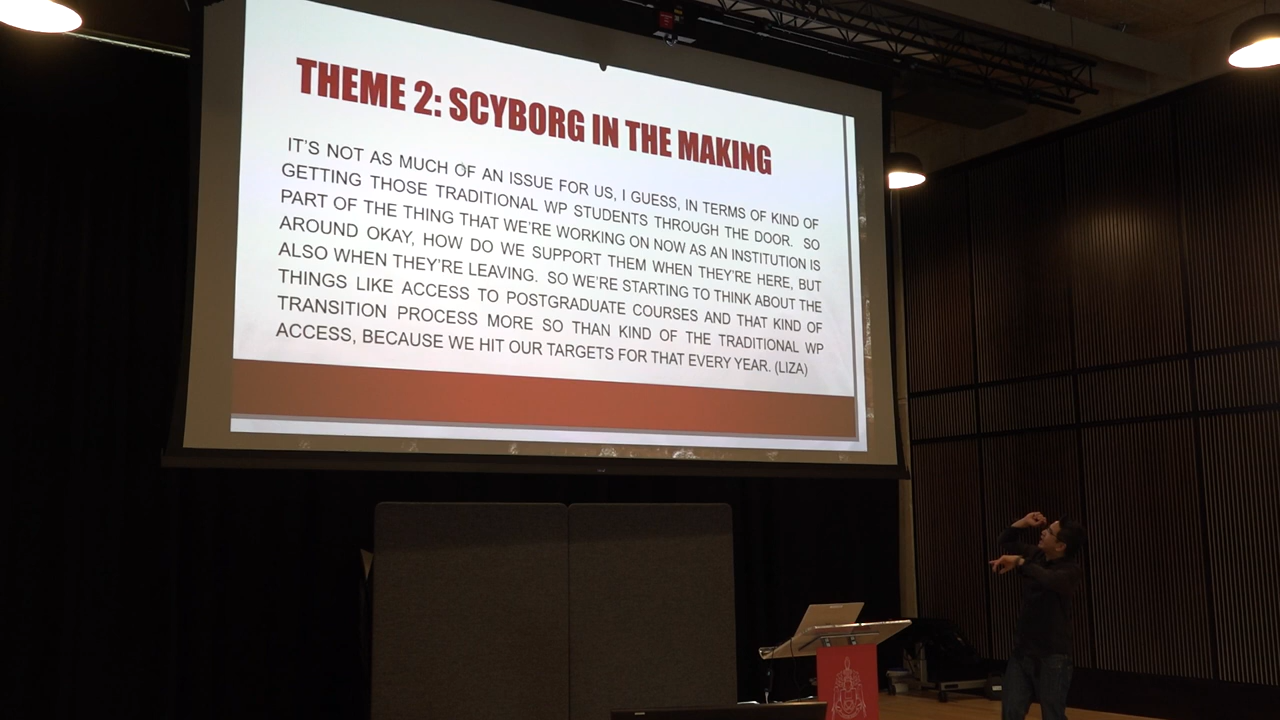 THEME 2: SCYBORG IN THE MAKING
IT'S NOT AS MUCH OF AN ISSUE FOR US, I GUESS, IN TERMS OF KIND OF
GETTING THOSE TRADITIONAL WP STUDENTS THROUGH THE DOOR. SO
PART OF THE THING THAT WE'RE WORKING ON NOW AS AN INSTITUTION IS
AROUND OKAY, HOW DO WE SUPPORT THEM WHEN THEY'RE HERE, BUT
ALSO WHEN THEY'RE LEAVING. SO WE'RE STARTING TO THINK ABOUT THE
THINGS LIKE ACCESS TO POSTGRADUATE COURSES AND THAT KIND OF
TRANSITION PROCESS MORE SO THAN KIND OF THE TRADITIONAL WP
ACCESS, BECAUSE WE HIT OUR TARGETS FOR THAT EVERY YEAR. (LIZA)